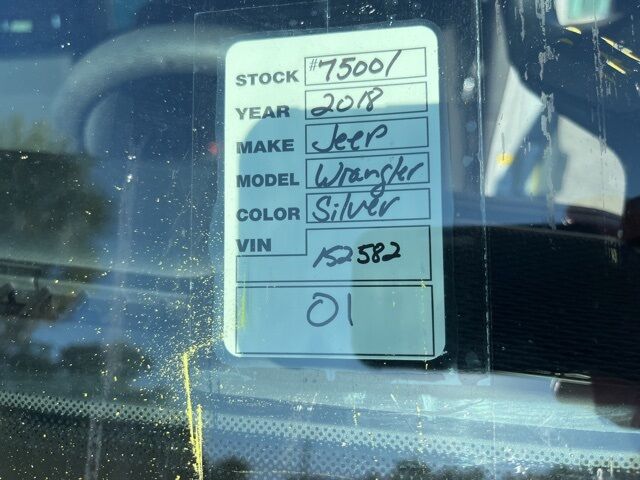 STOCK #75001
YEAR 2018
MAKE Jeep
MODEL Wrangler
COLOR Silver
VIN 152582
01